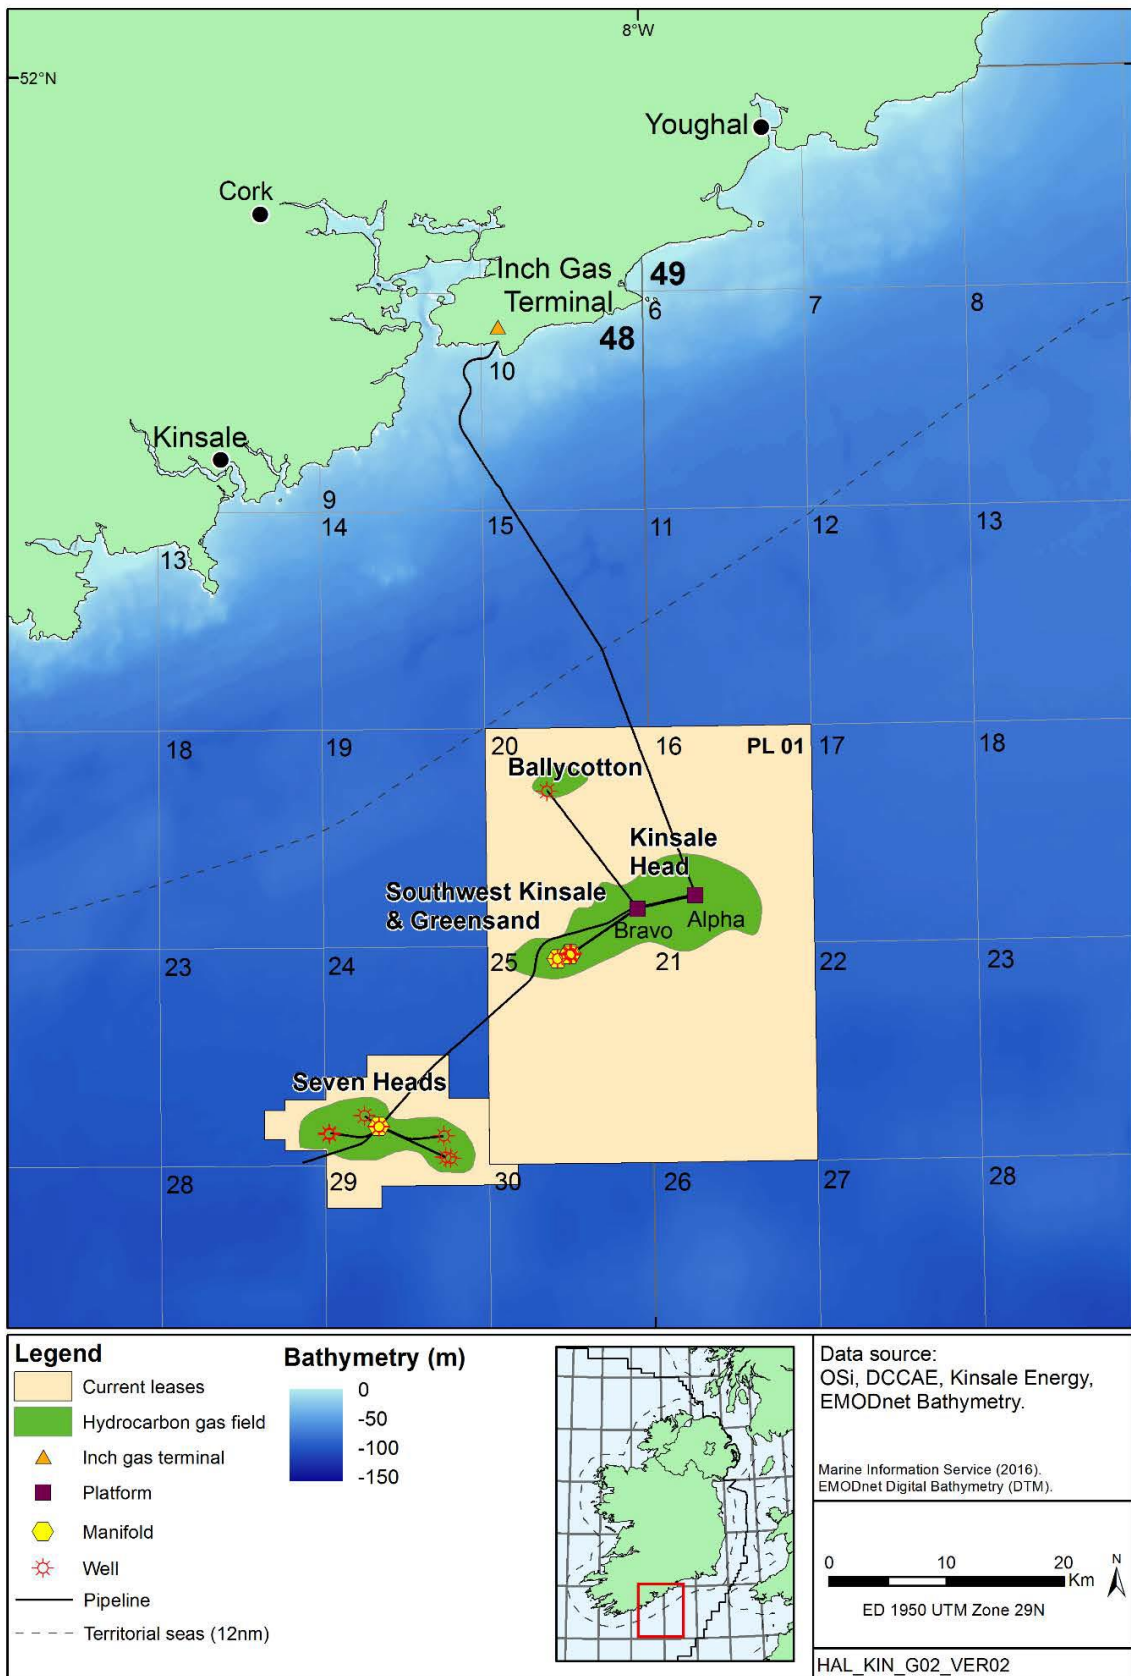 8°W
52°N
Youghal
Cork
Inch Gas
Terminal
49
6
7
8
48
10
Kinsale
9
14
15
11
12
13
13
18
19
20
16
PL 01
17
18
Ballycotton
Kinsale
Head
Southwest Kinsale
& Greensand
Bravo
Alpha
23
24
25
21
22
23
Seven Heads
28
29
30
26
27
28
Legend
Current leases
Hydrocarbon gas field
Inch gas terminal
Platform
Manifold
Well
Pipeline
Territorial seas (12nm)
Bathymetry (m)
0
-50
-100
-150
Data source:
OSi, DCCAE, Kinsale Energy,
EMODnet Bathymetry.
Marine Information Service (2016).
EMODnet Digital Bathymetry (DTM).
0 10 20
Km
N
ED 1950 UTM Zone 29N
HAL_KIN_G02_VER02